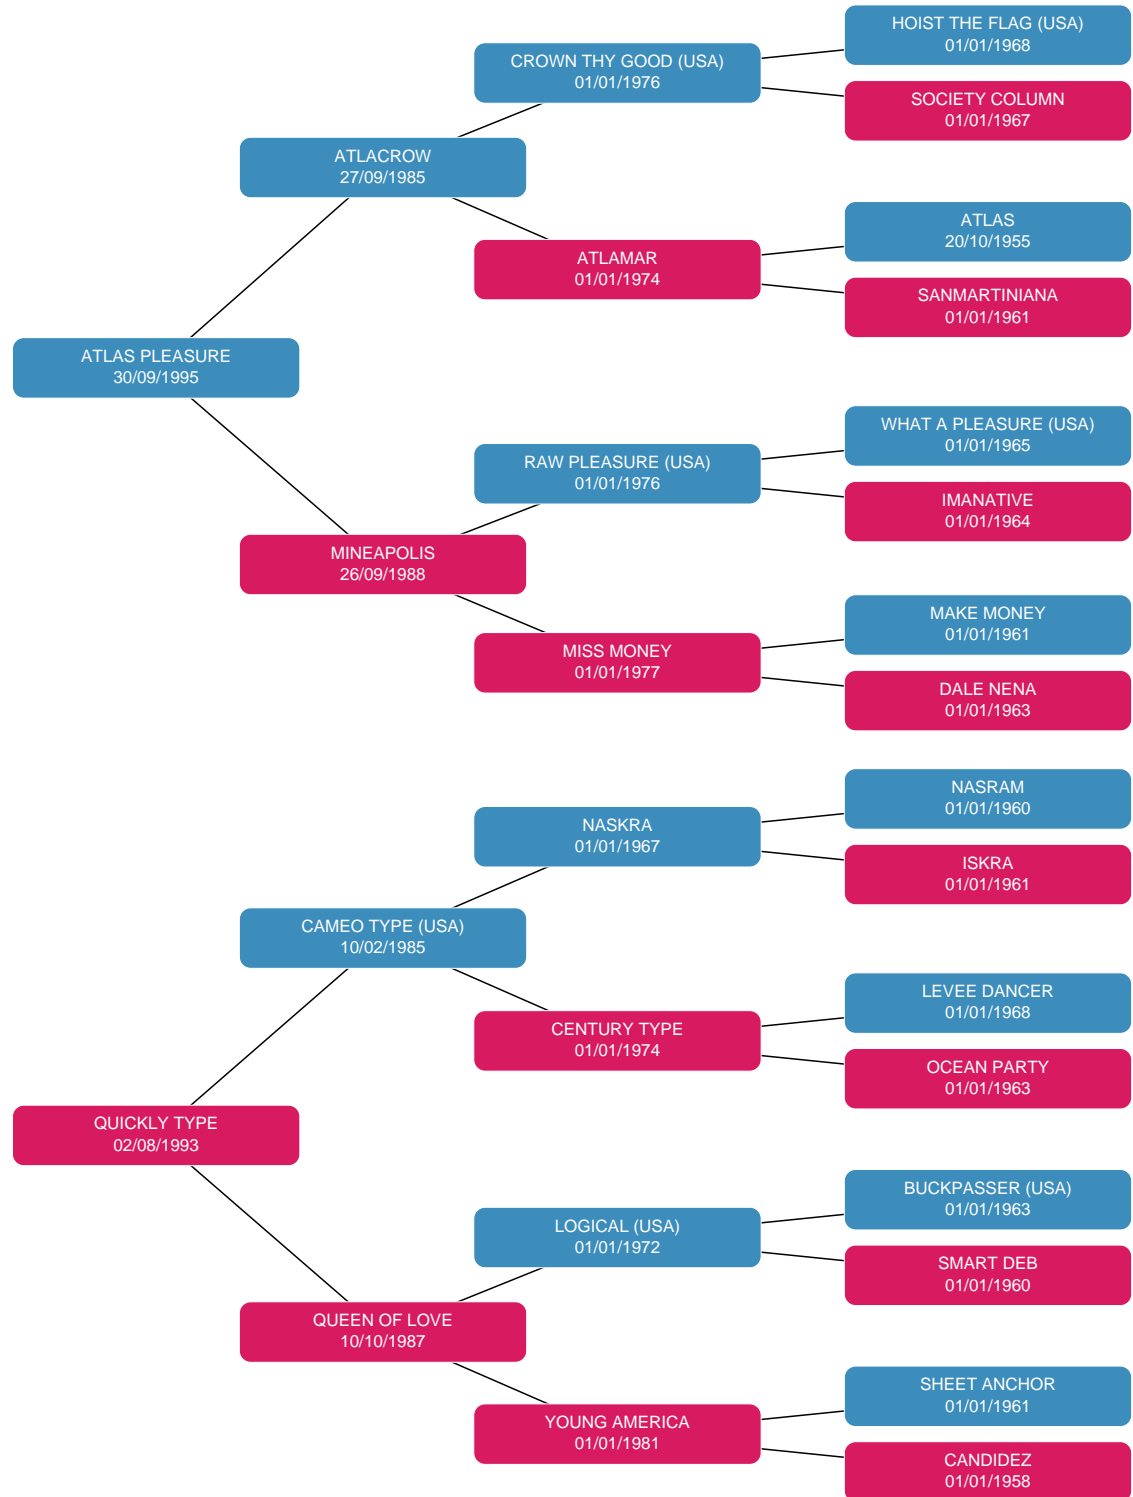 HOIST THE FLAG (USA)
01/01/1968
CROWN THY GOOD (USA)
01/01/1976
SOCIETY COLUMN
01/01/1967
ATLACROW
27/09/1985
ATLAS
20/10/1955
ATLAMAR
01/01/1974
SANMARTINIANA
01/01/1961
ATLAS PLEASURE
30/09/1995
WHAT A PLEASURE (USA)
01/01/1965
RAW PLEASURE (USA)
01/01/1976
IMANATIVE
01/01/1964
MINEAPOLIS
26/09/1988
MAKE MONEY
01/01/1961
MISS MONEY
01/01/1977
DALE NENA
01/01/1963
NASRAM
01/01/1960
NASKRA
01/01/1967
ISKRA
01/01/1961
CAMEO TYPE (USA)
10/02/1985
LEVEE DANCER
01/01/1968
CENTURY TYPE
01/01/1974
OCEAN PARTY
01/01/1963
QUICKLY TYPE
02/08/1993
BUCKPASSER (USA)
01/01/1963
LOGICAL (USA)
01/01/1972
SMART DEB
01/01/1960
QUEEN OF LOVE
10/10/1987
SHEET ANCHOR
01/01/1961
YOUNG AMERICA
01/01/1981
CANDIDEZ
01/01/1958